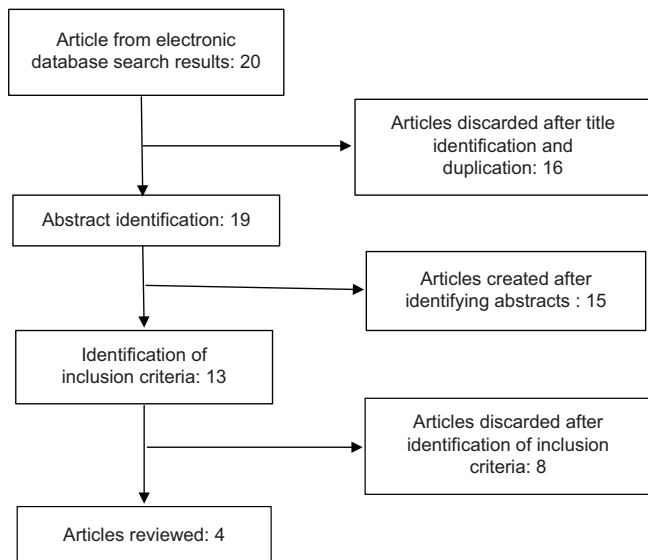 Article from electronic
database search results: 20
Articles discarded after title
identification and
duplication: 16
Abstract identification: 19
Articles created after
identifying abstracts : 15
Identification of
inclusion criteria: 13
Articles discarded after
identification of inclusion
criteria: 8
Articles reviewed: 4